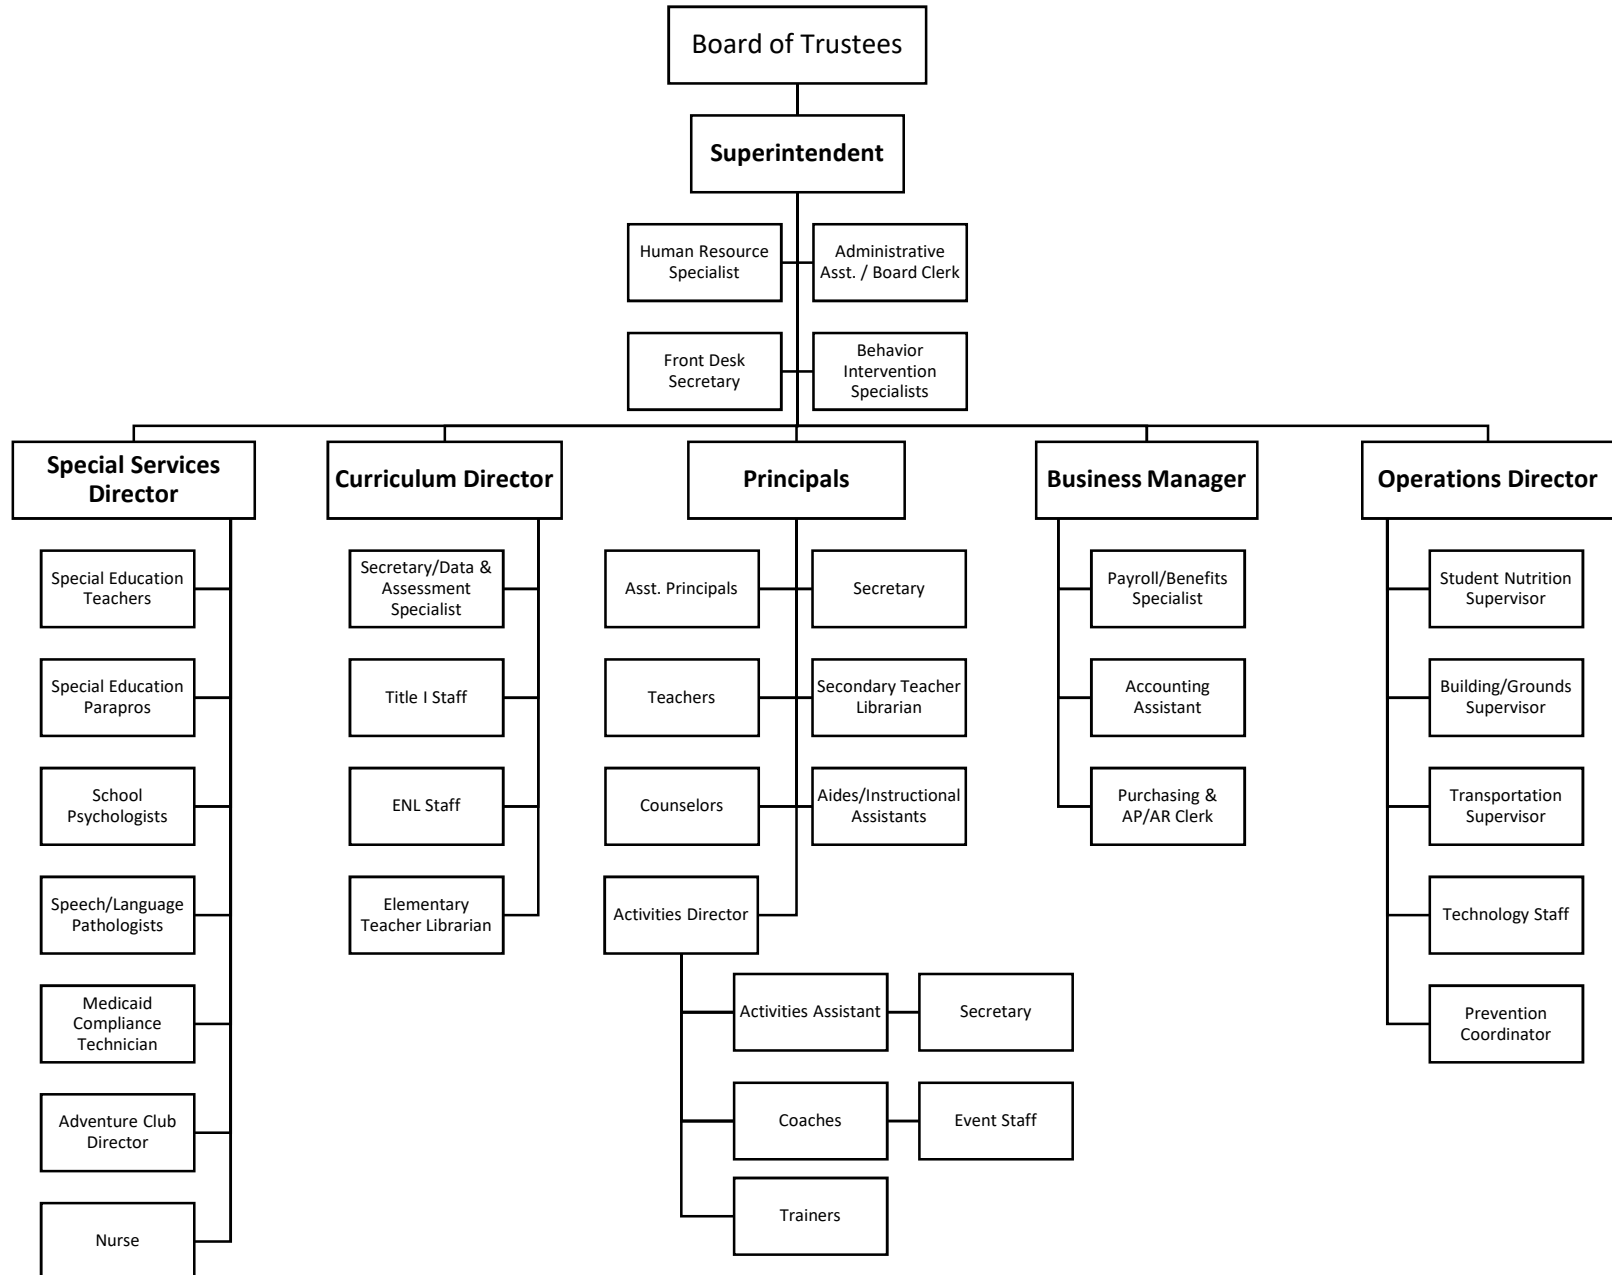 Board of Trustees
Superintendent
Human Resource
Specialist
Administrative
Asst. / Board Clerk
Front Desk
Secretary
Behavior
Intervention
Specialists
Special Services
Director
Curriculum Director
Principals
Business Manager
Operations Director
Special Education
Teachers
Special Education
Parapros
School
Psychologists
Speech/Language
Pathologists
Medicaid
Compliance
Technician
Adventure Club
Director
Nurse
Secretary/Data &
Assessment
Specialist
Title I Staff
ENL Staff
Elementary
Teacher Librarian
Asst. Principals
Secretary
Teachers
Secondary Teacher
Librarian
Counselors
Aides/Instructional
Assistants
Activities Director
Activities Assistant
Secretary
Coaches
Event Staff
Trainers
Payroll/Benefits
Specialist
Accounting
Assistant
Purchasing &
AP/AR Clerk
Student Nutrition
Supervisor
Building/Grounds
Supervisor
Transportation
Supervisor
Technology Staff
Prevention
Coordinator